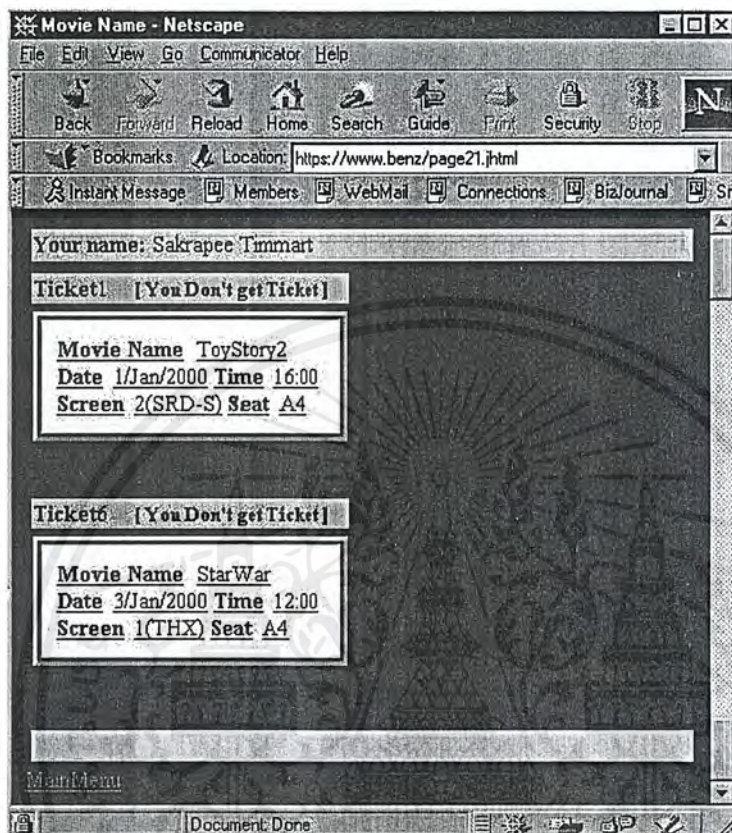 Movie Name - Netscape
File Edit View Go Communicator Help
Back Forward Reload Home Search Guide Print Security Stop N
Bookmarks Location: https://www.benz/page21.jhtml
Instant Message Members WebMail Connections BizJournal Sr
Your name: Sakrapee Timmart
Ticket1 [You Don't get Ticket]
Movie Name ToyStory2
Date 1/Jan/2000 Time 16:00
Screen 2(SRD-S) Seat A4
Ticket6 [You Don't get Ticket]
Movie Name StarWar
Date 3/Jan/2000 Time 12:00
Screen 1(THX) Seat A4
MainMenu
Document: Done